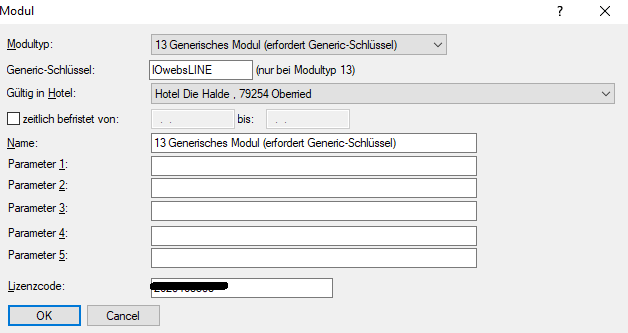 Modul
Modultyp: 13 Generisches Modul (erfordert Generic-Schlüssel)
Generic-Schlüssel: IOwebsLINE (nur bei Modultyp 13)
Gültig in Hotel: Hotel Die Halde , 79254 Oberried
zeitlich befristet von: . . bis: . .
Name: 13 Generisches Modul (erfordert Generic-Schlüssel)
Parameter 1:
Parameter 2:
Parameter 3:
Parameter 4:
Parameter 5:
Lizenzcode:
OK Cancel